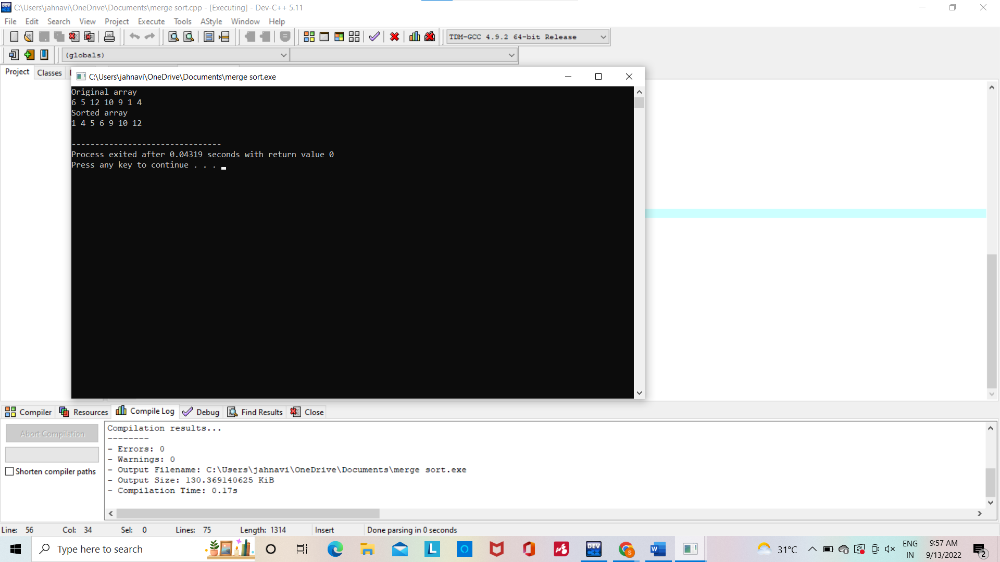 C:\Users\jahnavi\OneDrive\Documents\merge sort.cpp - [Executing] - Dev-C++ 5.11
File Edit Search View Project Execute Tools AStyle Window Help
TDM-GCC 4.9.2 64-bit Release
(globals)
Project Classes
C:\Users\jahnavi\OneDrive\Documents\merge sort.exe
Original array
6 5 12 10 9 1 4
Sorted array
1 4 5 6 9 10 12
--------------------------------
Process exited after 0.04319 seconds with return value 0
Press any key to continue . . .
Compiler Resources Compile Log Debug Find Results Close
Abort Compilation
Shorten compiler paths
Compilation results...
--------
- Errors: 0
- Warnings: 0
- Output Filename: C:\Users\jahnavi\OneDrive\Documents\merge sort.exe
- Output Size: 130.369140625 KiB
- Compilation Time: 0.17s
Line: 56 Col: 34 Sel: 0 Lines: 75 Length: 1314 Insert Done parsing in 0 seconds
Type here to search
L
DEV C++
S
W
31°C
ENG
IN
9:57 AM
9/13/2022
2